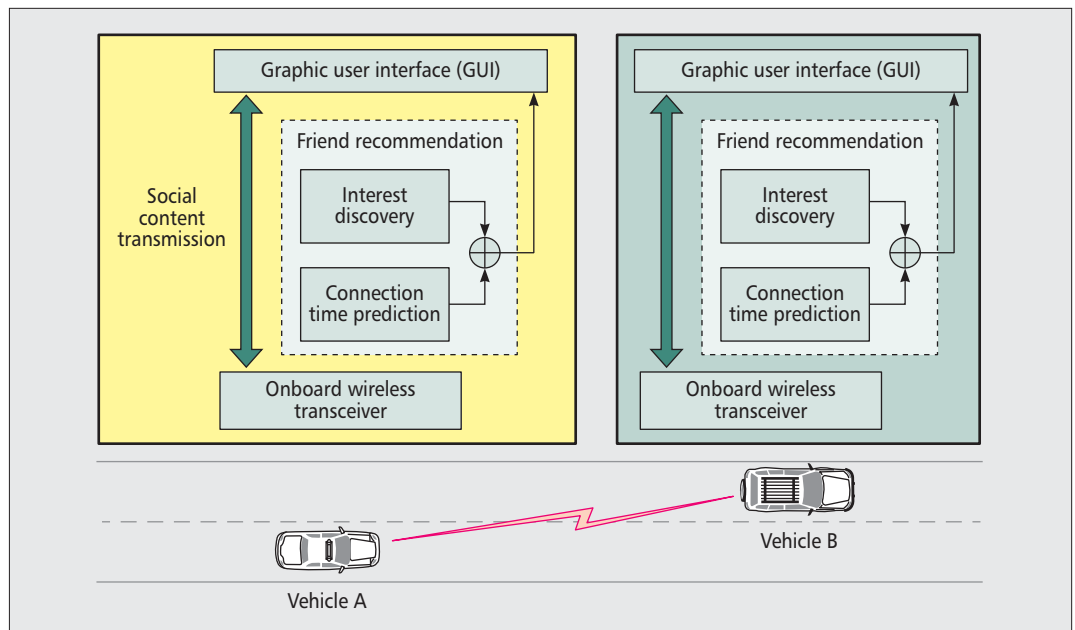 Graphic user interface (GUI)
Friend recommendation
Interest
discovery
Social
content
transmission
Connection
time prediction
Onboard wireless
transceiver
Graphic user interface (GUI)
Friend recommendation
Interest
discovery
Connection
time prediction
Onboard wireless
transceiver
Vehicle B
Vehicle A